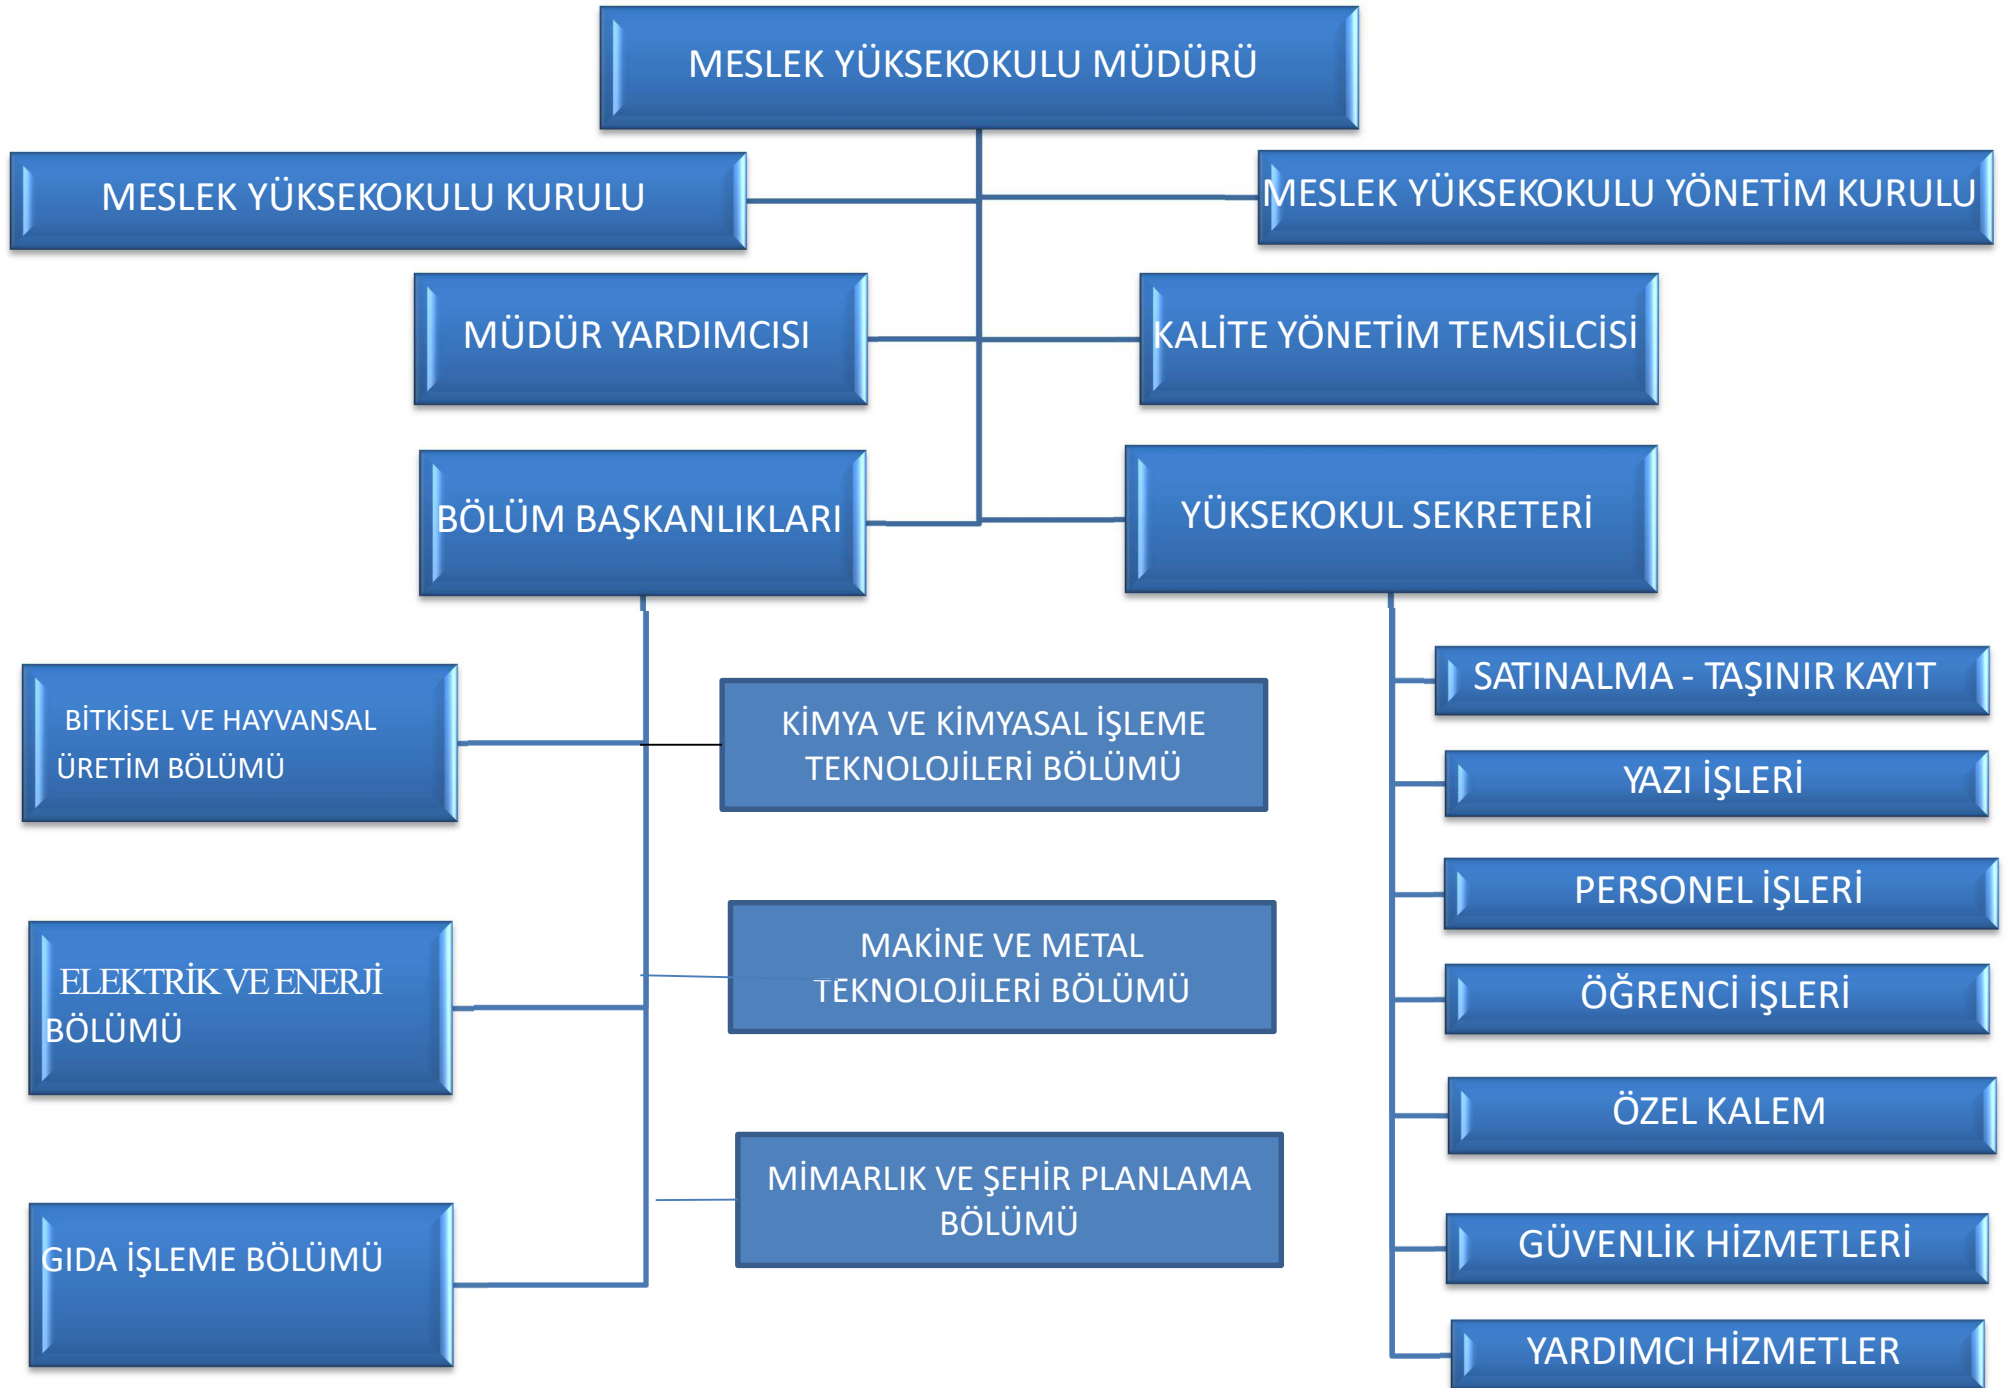 MESLEK YÜKSEKOKULU MÜDÜRÜ
MESLEK YÜKSEKOKULU KURULU
MESLEK YÜKSEKOKULU YÖNETİM KURULU
MÜDÜR YARDIMCISI
KALİTE YÖNETİM TEMSİLCİSİ
BÖLÜM BAŞKANLIKLARI
YÜKSEKOKUL SEKRETERİ
BİTKİSEL VE HAYVANSAL
ÜRETİM BÖLÜMÜ
ELEKTRİK VE ENERJİ
BÖLÜMÜ
GIDA İŞLEME BÖLÜMÜ
KİMYA VE KİMYASAL İŞLEME
TEKNOLOJİLERİ BÖLÜMÜ
MAKİNE VE METAL
TEKNOLOJİLERİ BÖLÜMÜ
MİMARLIK VE ŞEHİR PLANLAMA
BÖLÜMÜ
SATINALMA - TAŞINIR KAYIT
YAZI İŞLERİ
PERSONEL İŞLERİ
ÖĞRENCİ İŞLERİ
ÖZEL KALEM
GÜVENLİK HİZMETLERİ
YARDIMCI HİZMETLER